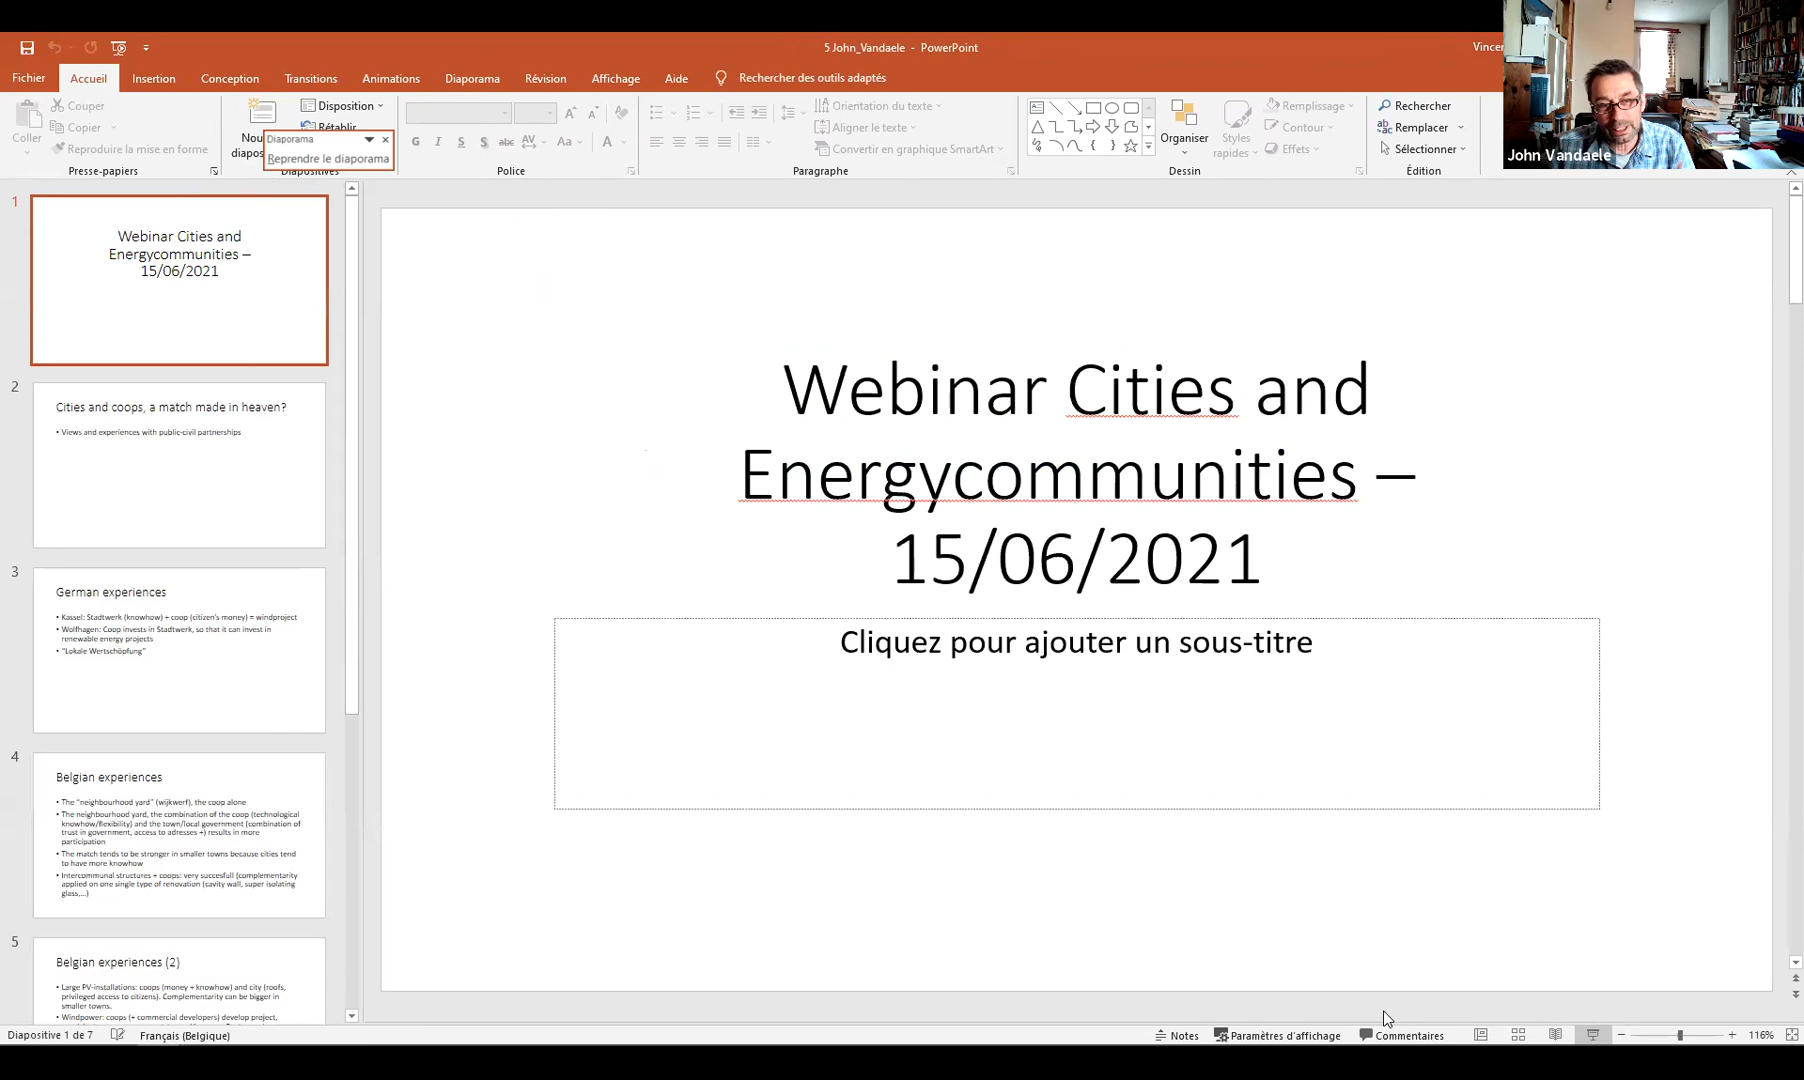 5 John_Vandaele - PowerPoint
Vincen
Fichier
Accueil
Insertion
Conception
Transitions
Animations
Diaporama
Révision
Affichage
Aide
Rechercher des outils adaptés
Coller
Couper
Copier
Reproduire la mise en forme
Presse-papiers
Nou
diapos
Disposition
Rétablir
Diaporama
Reprendre le diaporama
Diapositives
G I S S abc AV Aa A
Police
Orientation du texte
Aligner le texte
Convertir en graphique SmartArt
Paragraphe
Organiser
Styles
rapides
Remplissage
Contour
Effets
Dessin
Rechercher
Remplacer
Sélectionner
Édition
John Vandaele
1
Webinar Cities and
Energycommunities –
15/06/2021
2
Cities and coops, a match made in heaven?
• Views and experiences with public-civil partnerships
3
German experiences
• Kassel: Stadtwerk (knowhow) + coop (citizen's money) = windproject
• Wolfhagen: Coop invests in Stadtwerk, so that it can invest in
renewable energy projects
• "Lokale Wertschöpfung"
4
Belgian experiences
• The "neighbourhood yard" (wijkwerf), the coop alone
• The neighbourhood yard, the combination of the coop (technological
knowhow/flexibility) and the town/local government (combination of
trust in government, access to adresses +) results in more
participation
• The match tends to be stronger in smaller towns because cities tend
to have more knowhow
• Intercommunal structures + coops: very succesfull (complementarity
applied on one single type of renovation (cavity wall, super isolating
glass,...)
5
Belgian experiences (2)
• Large PV-installations: coops (money + knowhow) and city (roofs,
privileged access to citizens). Complementarity can be bigger in
smaller towns.
• Windpower: coops (+ commercial developers) develop project,
Webinar Cities and
Energycommunities –
15/06/2021
Cliquez pour ajouter un sous-titre
Diapositive 1 de 7
Français (Belgique)
Notes
Paramètres d'affichage
Commentaires
116%